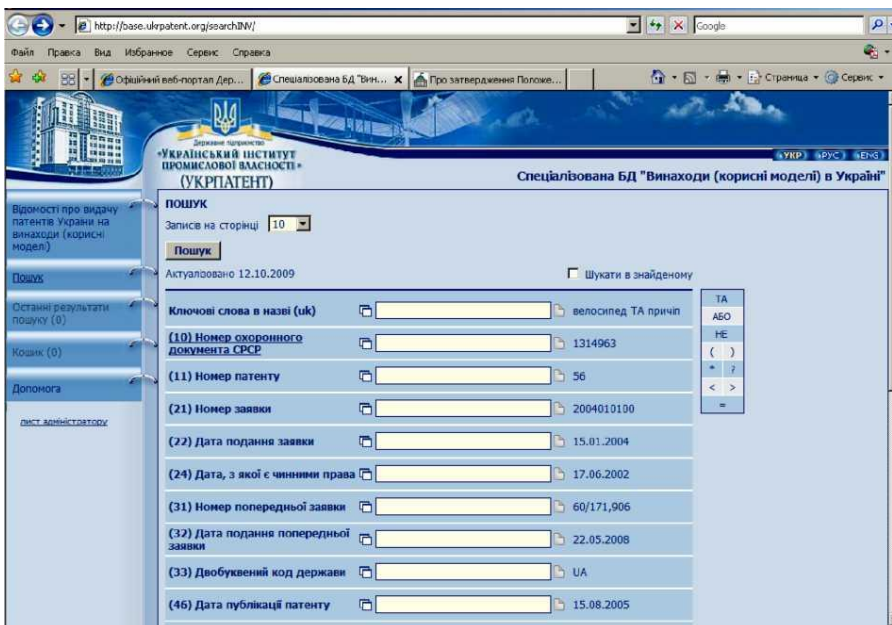 http://base.ukrpatent.org/searchINV/
Google
Файл Правка Вид Избранное Сервис Справка
Офіційний веб-портал Дер...
Спеціалізована БД "Вин...
Про затвердження Положе...
Страница
Сервис
Державне підприємство
«УКРАЇНСЬКИЙ ІНСТИТУТ
ПРОМИСЛОВОЇ ВЛАСНОСТІ»
(УКРПАТЕНТ)
УКР РУС ENG
Спеціалізована БД "Винаходи (корисні моделі) в Україні"
Відомості про видачу
патентів України на
винаходи (корисні
моделі)
Пошук
Останні результати
пошуку (0)
Кошик (0)
Допомога
лист адміністратору
ПОШУК
Записів на сторінці 10
Пошук
Актуалізовано 12.10.2009
Шукати в знайденому
Ключові слова в назві (uk) велосипед ТА причіп
(10) Номер охоронного
документа СРСР 1314963
(11) Номер патенту 56
(21) Номер заявки 2004010100
(22) Дата подання заявки 15.01.2004
(24) Дата, з якої є чинними права 17.06.2002
(31) Номер попередньої заявки 60/171,906
(32) Дата подання попередньої
заявки 22.05.2008
(33) Двобуквений код держави UA
(46) Дата публікації патенту 15.08.2005
ТА
АБО
НЕ
( )
* ?
< >
=